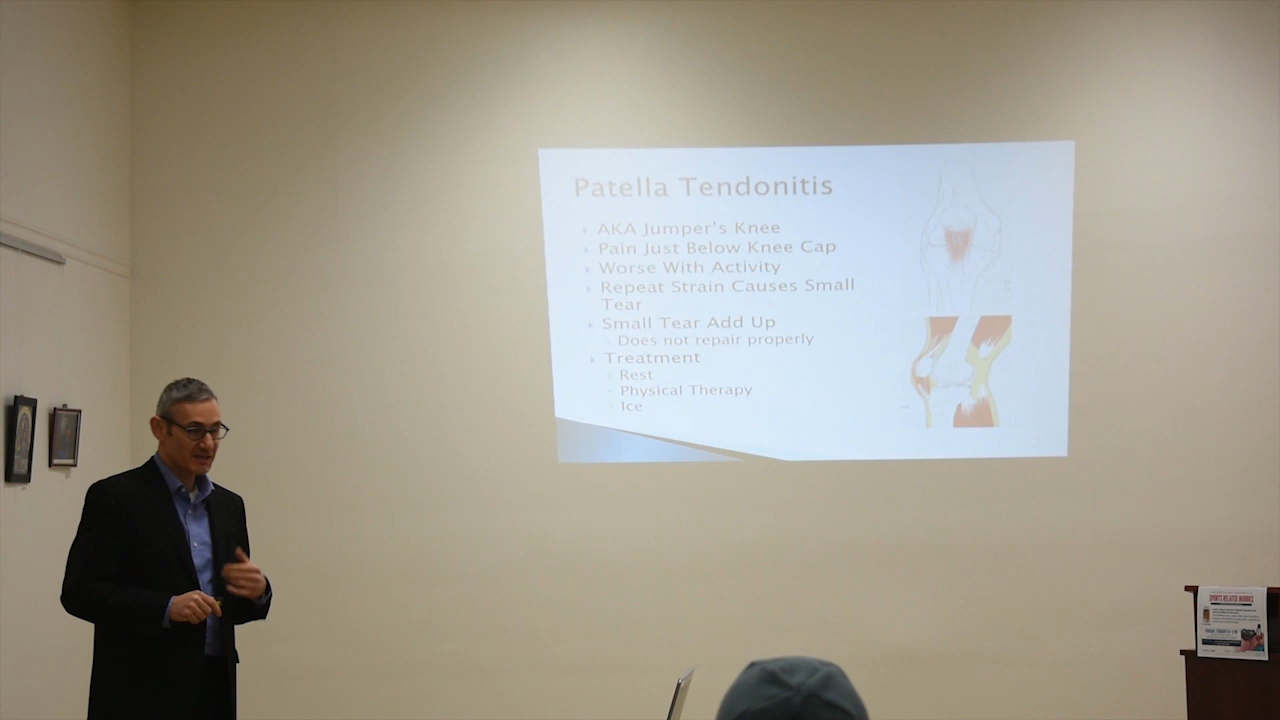 Patella Tendonitis
AKA Jumper's Knee
Pain Just Below Knee Cap
Worse With Activity
Repeat Strain Causes Small
Tear
Small Tear Add Up
Does not repair properly
Treatment
Rest
Physical Therapy
Ice
SPORTS RELATED INJURIES